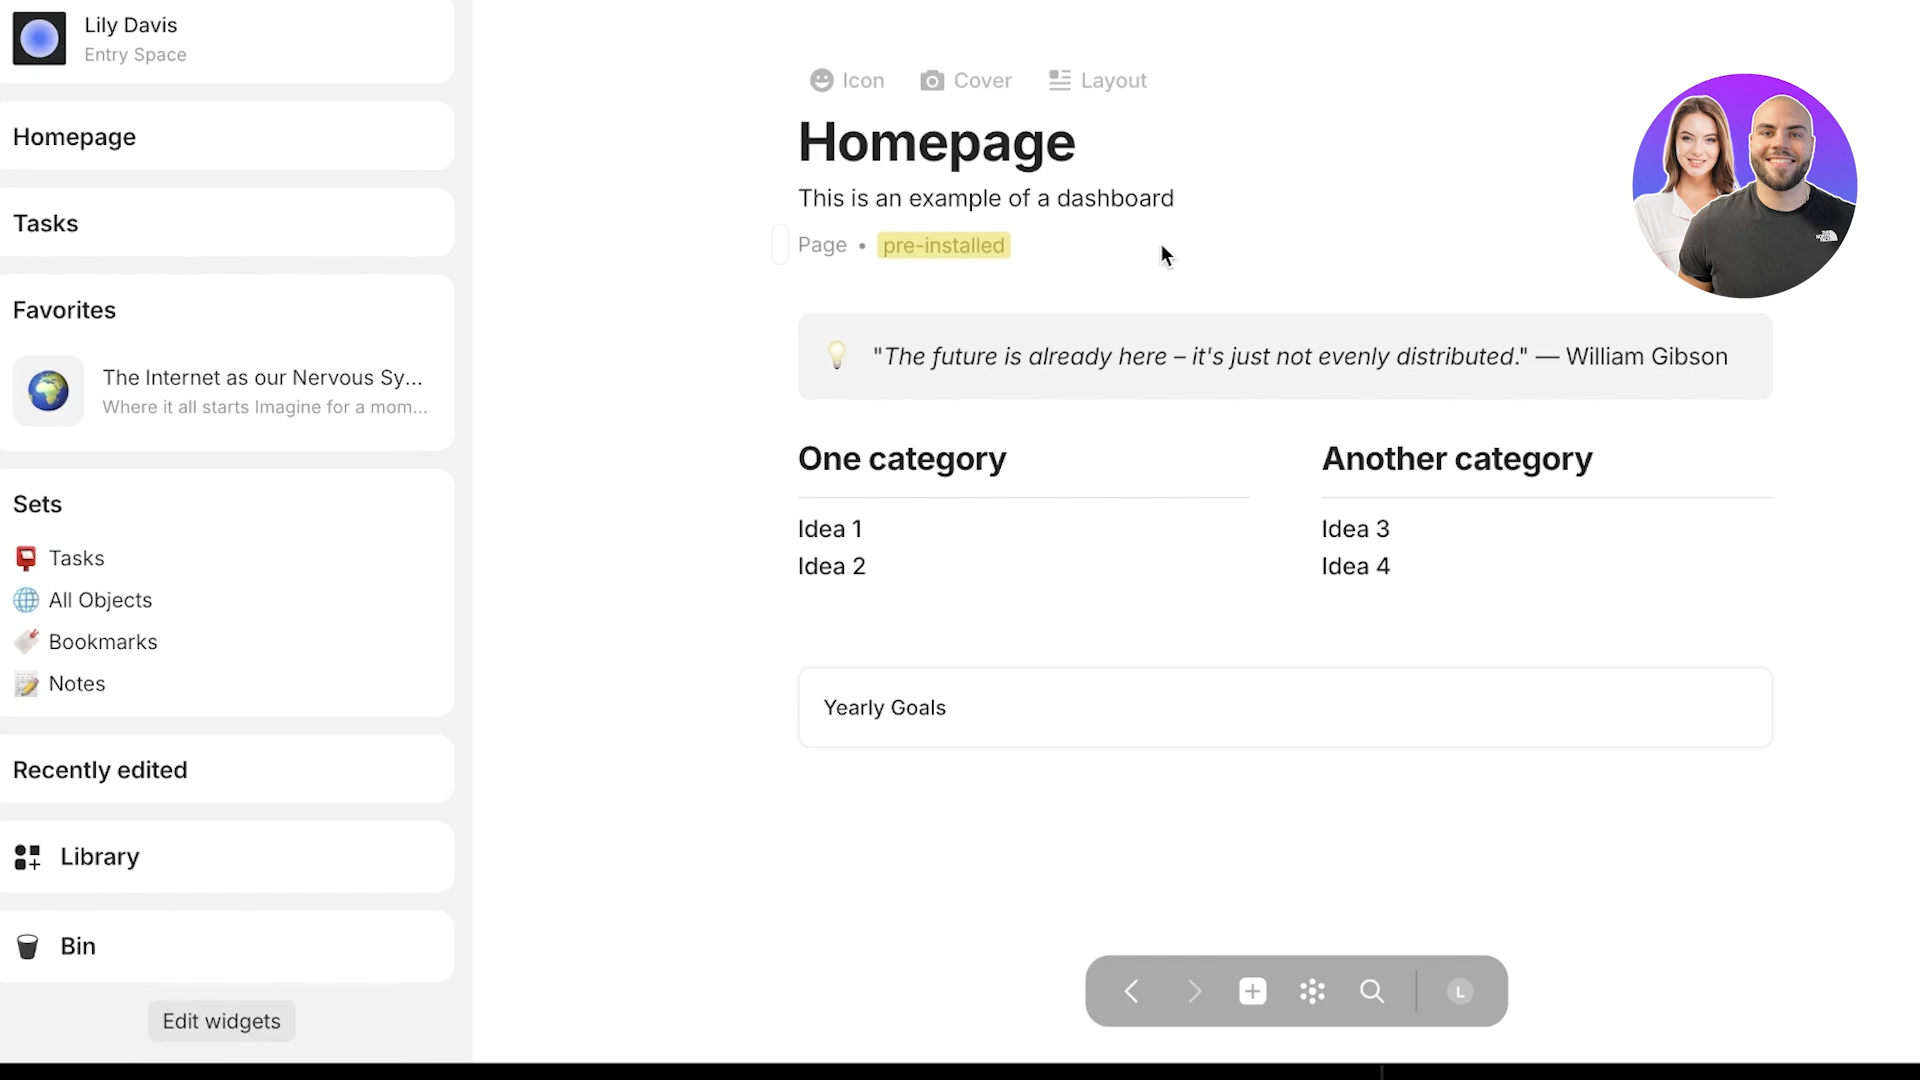 Lily Davis
Entry Space
Homepage
Tasks
Favorites
The Internet as our Nervous Sy...
Where it all starts Imagine for a mom...
Sets
Tasks
All Objects
Bookmarks
Notes
Recently edited
Library
Bin
Edit widgets
Icon Cover Layout
Homepage
This is an example of a dashboard
Page • pre-installed
"The future is already here – it's just not evenly distributed." — William Gibson
One category
Idea 1
Idea 2
Another category
Idea 3
Idea 4
Yearly Goals
L
THE NORTH FACE